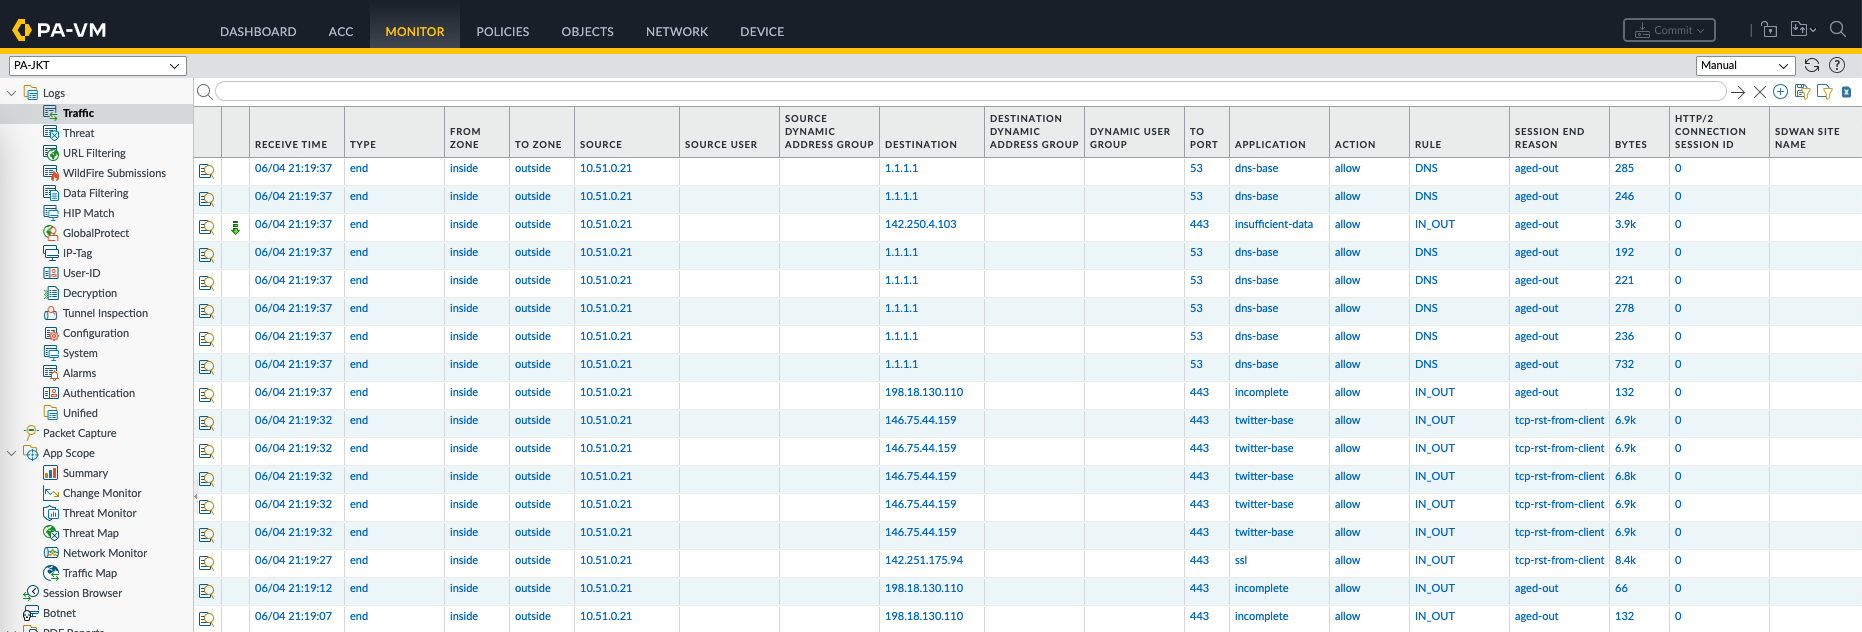 PA-VM
DASHBOARD ACC MONITOR POLICIES OBJECTS NETWORK DEVICE
Commit
PA-JKT
Manual
Logs
Traffic
Threat
URL Filtering
WildFire Submissions
Data Filtering
HIP Match
GlobalProtect
IP-Tag
User-ID
Decryption
Tunnel Inspection
Configuration
System
Alarms
Authentication
Unified
Packet Capture
App Scope
Summary
Change Monitor
Threat Monitor
Threat Map
Network Monitor
Traffic Map
Session Browser
Botnet
PDF Reports
RECEIVE TIME TYPE FROM ZONE TO ZONE SOURCE SOURCE USER SOURCE DYNAMIC ADDRESS GROUP DESTINATION DESTINATION DYNAMIC ADDRESS GROUP DYNAMIC USER GROUP TO PORT APPLICATION ACTION RULE SESSION END REASON BYTES HTTP/2 CONNECTION SESSION ID SDWAN SITE NAME
06/04 21:19:37 end inside outside 10.51.0.21 1.1.1.1 53 dns-base allow DNS aged-out 285 0
06/04 21:19:37 end inside outside 10.51.0.21 1.1.1.1 53 dns-base allow DNS aged-out 246 0
06/04 21:19:37 end inside outside 10.51.0.21 142.250.4.103 443 insufficient-data allow IN_OUT aged-out 3.9k 0
06/04 21:19:37 end inside outside 10.51.0.21 1.1.1.1 53 dns-base allow DNS aged-out 192 0
06/04 21:19:37 end inside outside 10.51.0.21 1.1.1.1 53 dns-base allow DNS aged-out 221 0
06/04 21:19:37 end inside outside 10.51.0.21 1.1.1.1 53 dns-base allow DNS aged-out 278 0
06/04 21:19:37 end inside outside 10.51.0.21 1.1.1.1 53 dns-base allow DNS aged-out 236 0
06/04 21:19:37 end inside outside 10.51.0.21 1.1.1.1 53 dns-base allow DNS aged-out 732 0
06/04 21:19:37 end inside outside 10.51.0.21 198.18.130.110 443 incomplete allow IN_OUT aged-out 132 0
06/04 21:19:32 end inside outside 10.51.0.21 146.75.44.159 443 twitter-base allow IN_OUT tcp-rst-from-client 6.9k 0
06/04 21:19:32 end inside outside 10.51.0.21 146.75.44.159 443 twitter-base allow IN_OUT tcp-rst-from-client 6.9k 0
06/04 21:19:32 end inside outside 10.51.0.21 146.75.44.159 443 twitter-base allow IN_OUT tcp-rst-from-client 6.8k 0
06/04 21:19:32 end inside outside 10.51.0.21 146.75.44.159 443 twitter-base allow IN_OUT tcp-rst-from-client 6.9k 0
06/04 21:19:32 end inside outside 10.51.0.21 146.75.44.159 443 twitter-base allow IN_OUT tcp-rst-from-client 6.9k 0
06/04 21:19:27 end inside outside 10.51.0.21 142.251.175.94 443 ssl allow IN_OUT tcp-rst-from-client 8.4k 0
06/04 21:19:12 end inside outside 10.51.0.21 198.18.130.110 443 incomplete allow IN_OUT aged-out 66 0
06/04 21:19:07 end inside outside 10.51.0.21 198.18.130.110 443 incomplete allow IN_OUT aged-out 132 0